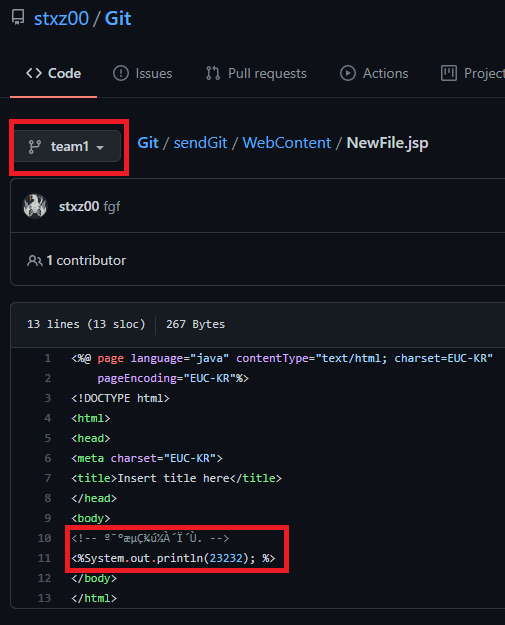 stxz00 / Git
Code Issues Pull requests Actions Project
team1 Git / sendGit / WebContent / NewFile.jsp
stxz00 fgf
1 contributor
13 lines (13 sloc) 267 Bytes
1 <%@ page language="java" contentType="text/html; charset=EUC-KR"
2 pageEncoding="EUC-KR"%>
3 <!DOCTYPE html>
4 <html>
5 <head>
6 <meta charset="EUC-KR">
7 <title>Insert title here</title>
8 </head>
9 <body>
10 <!-- º¯°æµÇ¾ú½À´Ï´Ù. -->
11 <%System.out.println(23232); %>
12 </body>
13 </html>